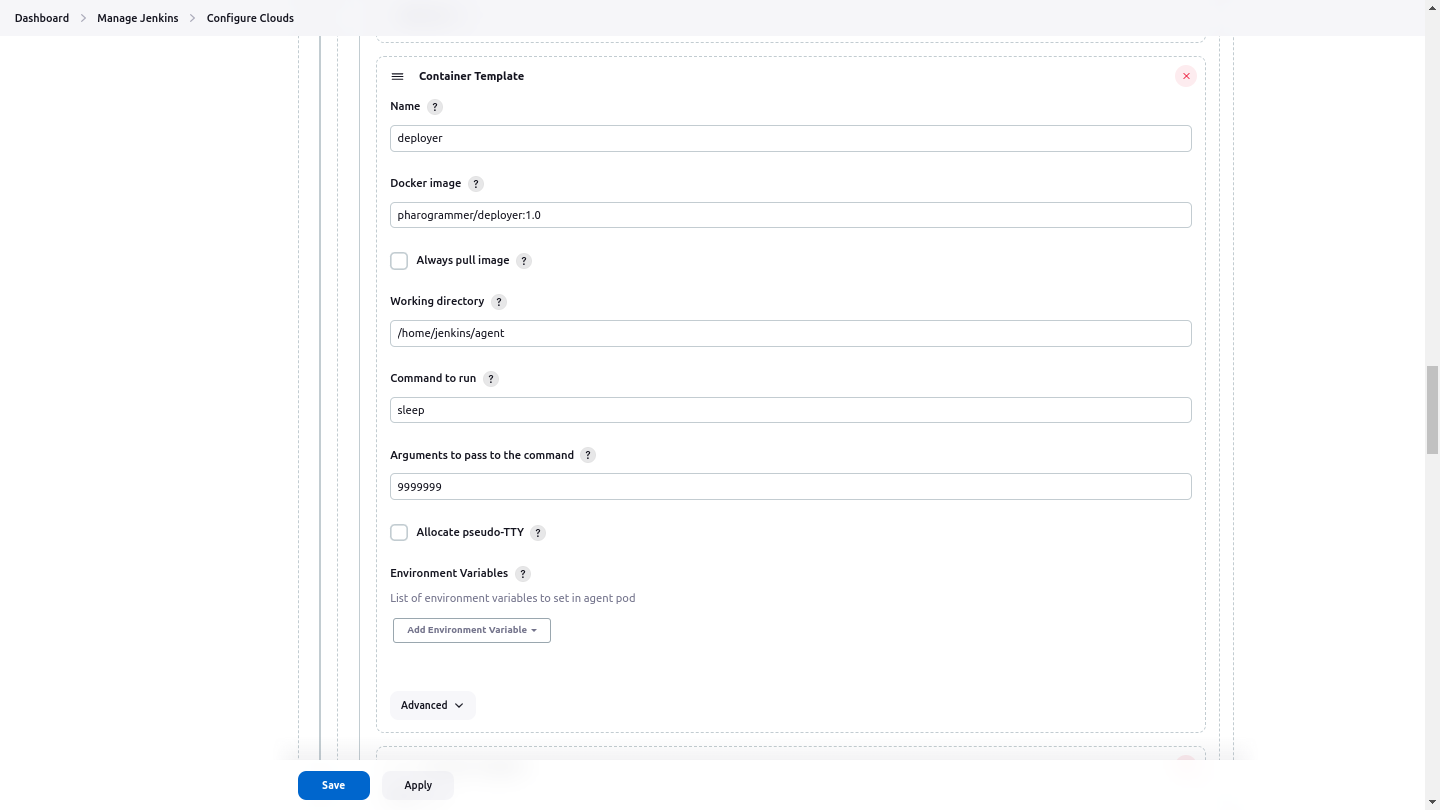 Dashboard > Manage Jenkins > Configure Clouds
Container Template
Name ?
deployer
Docker image ?
pharogrammer/deployer:1.0
Always pull image ?
Working directory ?
/home/jenkins/agent
Command to run ?
sleep
Arguments to pass to the command ?
9999999
Allocate pseudo-TTY ?
Environment Variables ?
List of environment variables to set in agent pod
Add Environment Variable
Advanced
Save Apply